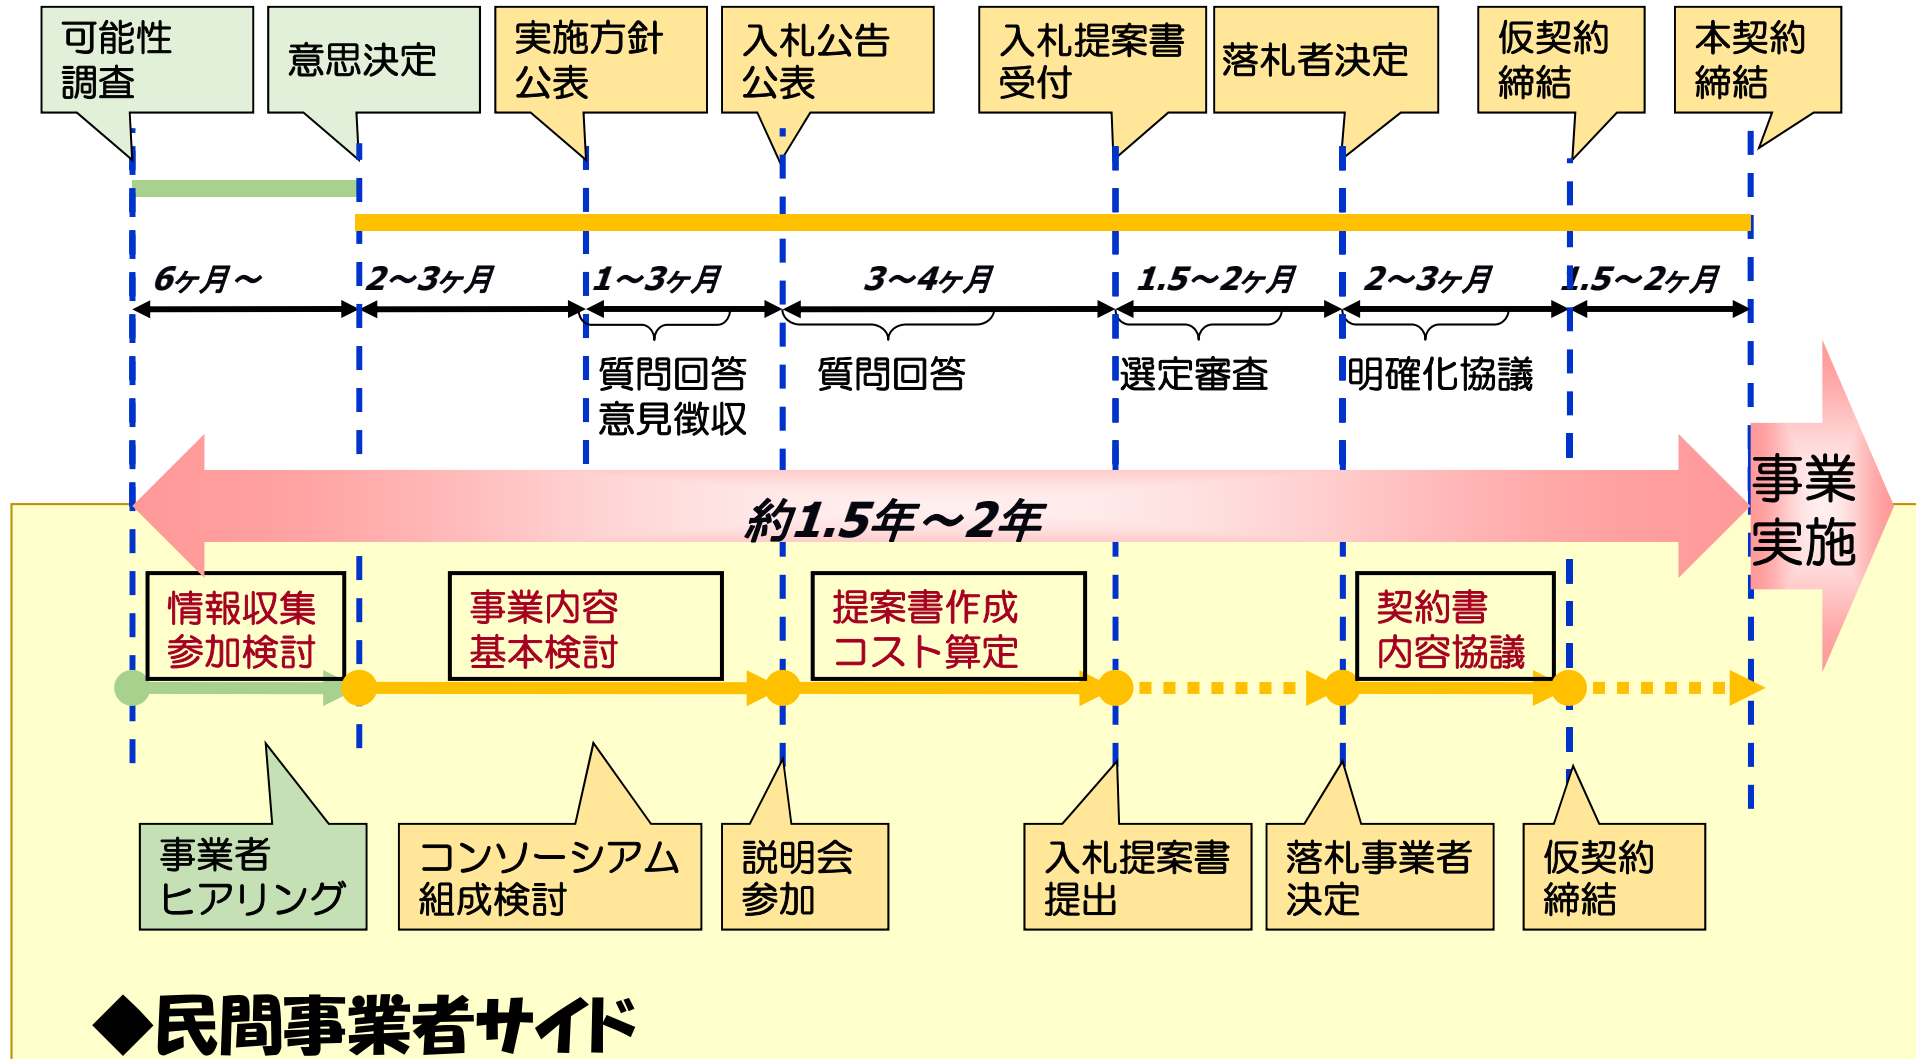 可能性
調査
意思決定
実施方針
公表
入札公告
公表
入札提案書
受付
落札者決定
仮契約
締結
本契約
締結
6ヶ月～
2～3ヶ月
1～3ヶ月
3～4ヶ月
1.5～2ヶ月
2～3ヶ月
1.5～2ヶ月
質問回答
意見徴収
質問回答
選定審査
明確化協議
約1.5年～2年
事業
実施
情報収集
参加検討
事業内容
基本検討
提案書作成
コスト算定
契約書
内容協議
事業者
ヒアリング
コンソーシアム
組成検討
説明会
参加
入札提案書
提出
落札事業者
決定
仮契約
締結
◆民間事業者サイド